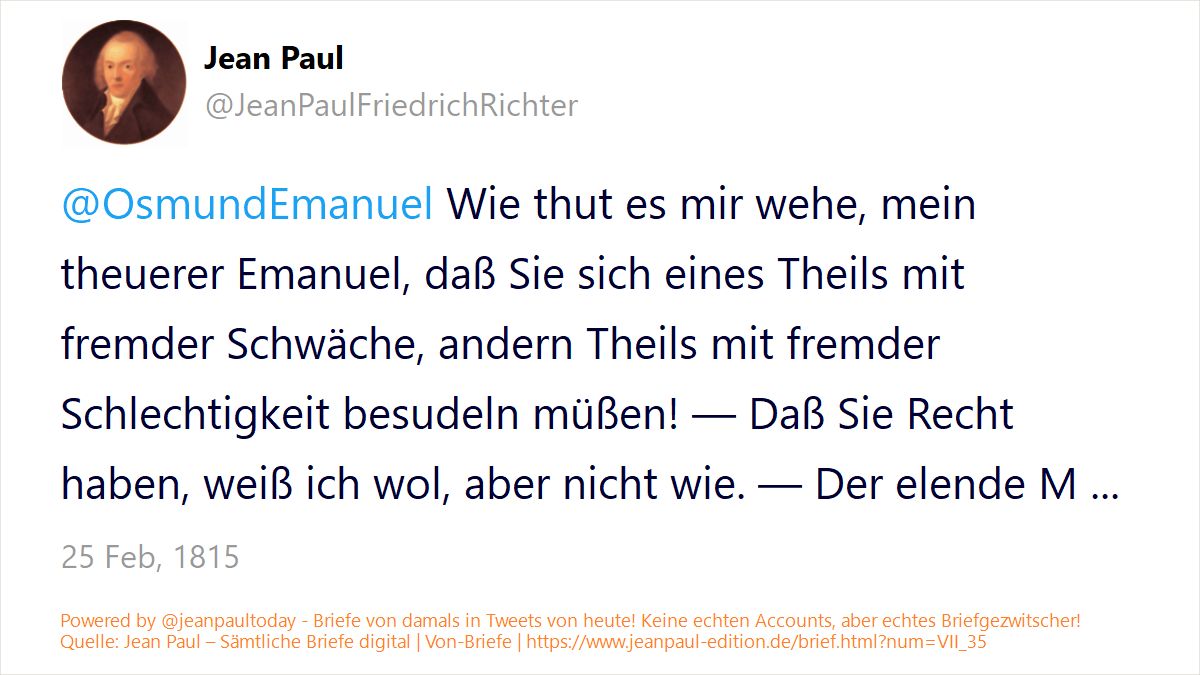 Jean Paul
@JeanPaulFriedrichRichter
@OsmundEmanuel Wie thut es mir wehe, mein
theuerer Emanuel, daß Sie sich eines Theils mit
fremder Schwäche, andern Theils mit fremder
Schlechtigkeit besudeln müßen! — Daß Sie Recht
haben, weiß ich wol, aber nicht wie. — Der elende M ...
25 Feb, 1815
Powered by @jeanpaultoday - Briefe von damals in Tweets von heute! Keine echten Accounts, aber echtes Briefgezwitscher!
Quelle: Jean Paul – Sämtliche Briefe digital | Von-Briefe | https://www.jeanpaul-edition.de/brief.html?num=VII_35